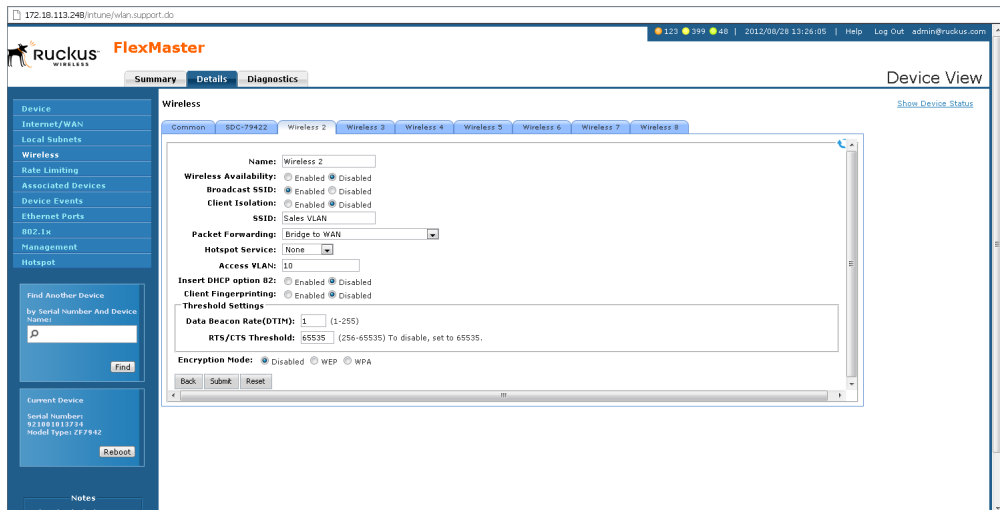 172.18.113.248/intune/wlan.support.do
123 399 48 | 2012/08/28 13:26:05 | Help Log Out admin@ruckus.com
Ruckus WIRELESS
FlexMaster
Summary Details Diagnostics
Device View
Device
Internet/WAN
Local Subnets
Wireless
Rate Limiting
Associated Devices
Device Events
Ethernet Ports
802.1x
Management
Hotspot
Find Another Device
by Serial Number And Device
Name:
Find
Current Device
Serial Number:
921001013734
Model Type: ZF7942
Reboot
Notes
Wireless
Show Device Status
Common SDC-79422 Wireless 2 Wireless 3 Wireless 4 Wireless 5 Wireless 6 Wireless 7 Wireless 8
Name: Wireless 2
Wireless Availability: Enabled Disabled
Broadcast SSID: Enabled Disabled
Client Isolation: Enabled Disabled
SSID: Sales VLAN
Packet Forwarding: Bridge to WAN
Hotspot Service: None
Access VLAN: 10
Insert DHCP option 82: Enabled Disabled
Client Fingerprinting: Enabled Disabled
Threshold Settings
Data Beacon Rate(DTIM): 1 (1-255)
RTS/CTS Threshold: 65535 (256-65535) To disable, set to 65535.
Encryption Mode: Disabled WEP WPA
Back Submit Reset